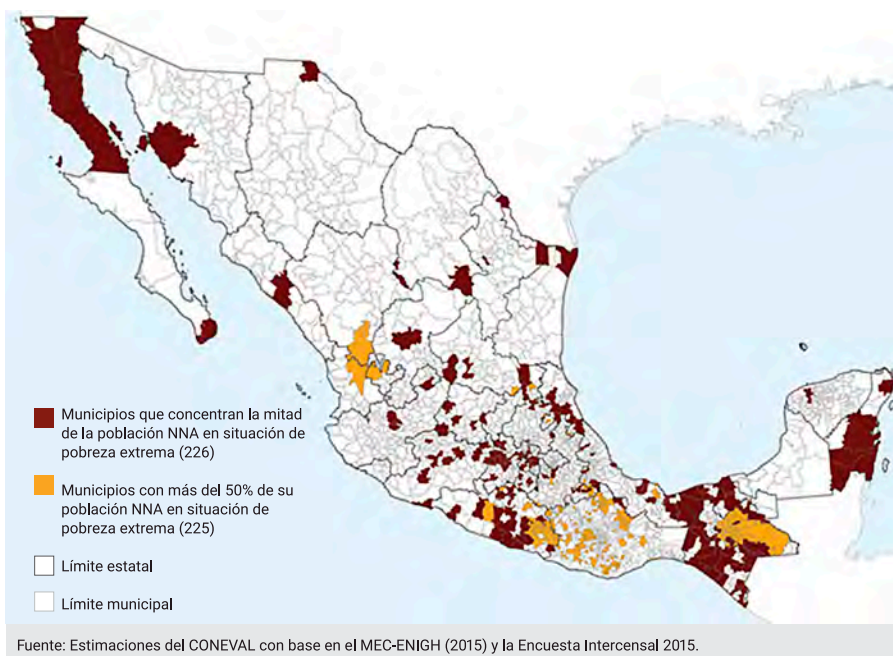 Municipios que concentran la mitad
de la población NNA en situación de
pobreza extrema (226)
Municipios con más del 50% de su
población NNA en situación de
pobreza extrema (225)
Límite estatal
Límite municipal
Fuente: Estimaciones del CONEVAL con base en el MEC-ENIGH (2015) y la Encuesta Intercensal 2015.